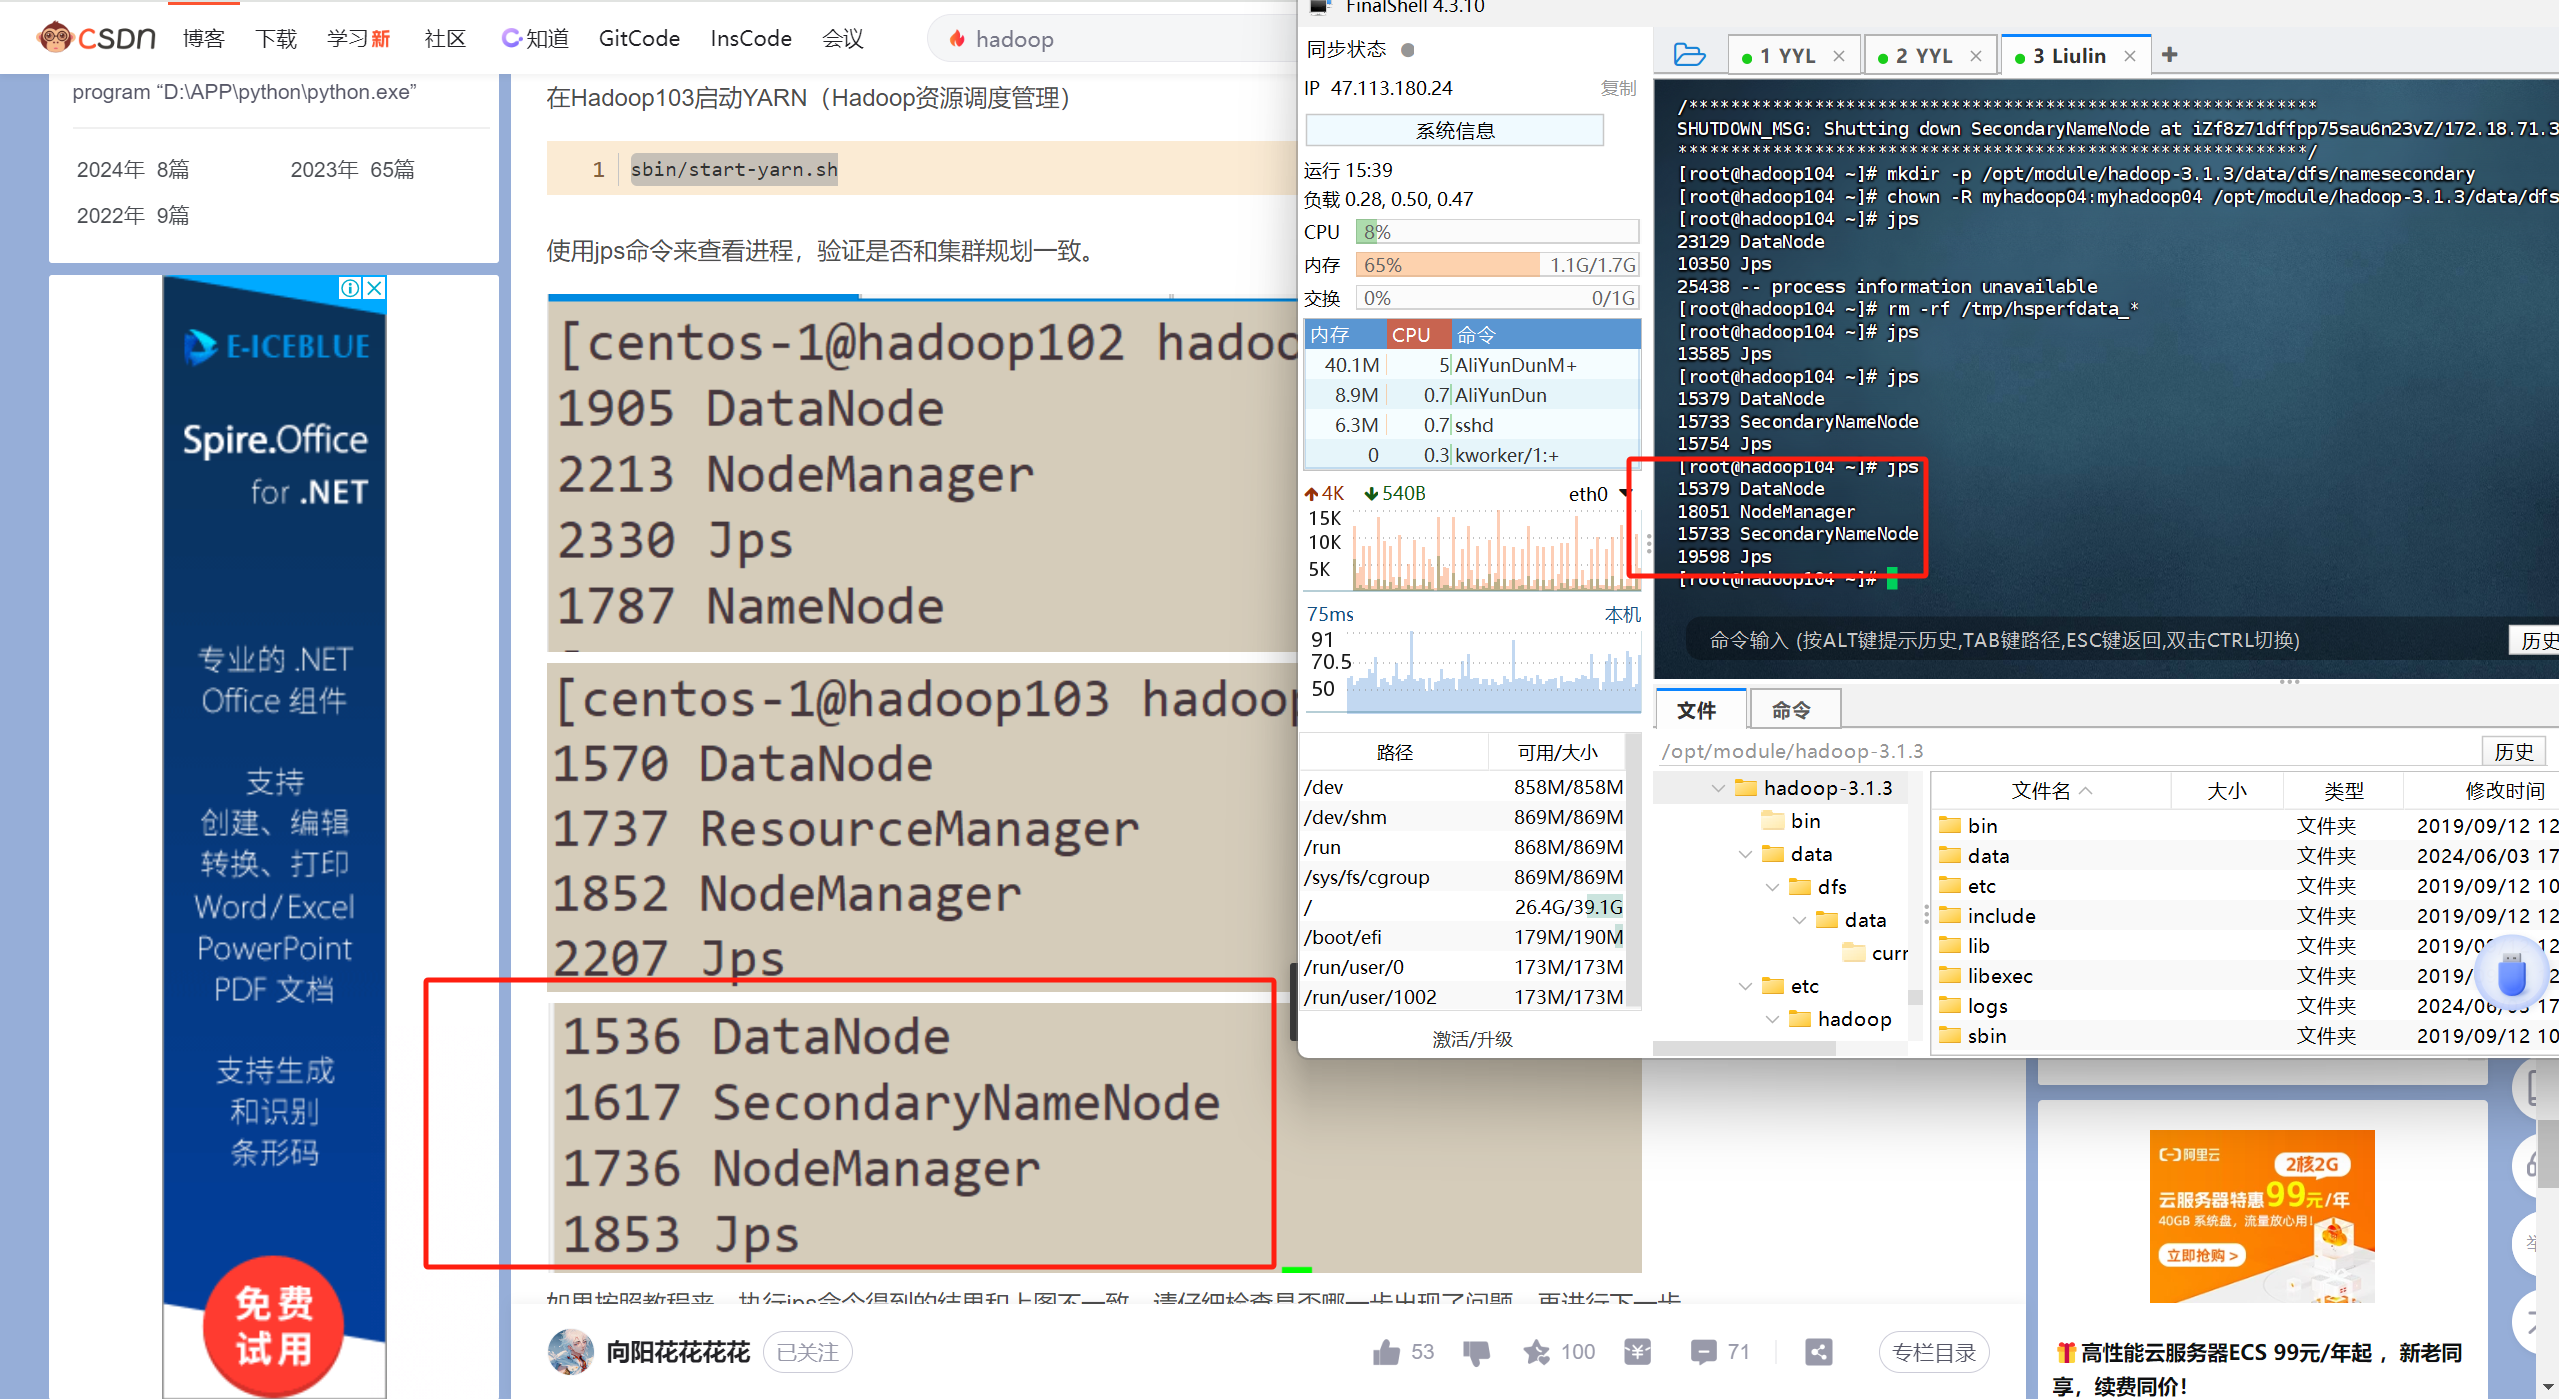 CSDN 博客 下载 学习新 社区 知道 GitCode InsCode 会议 hadoop
program “D:\APP\python\python.exe”
2024年 8篇 2023年 65篇
2022年 9篇
E-ICEBLUE
Spire.Office
for .NET
专业的 .NET
Office 组件
支持
创建、编辑
转换、打印
Word/Excel
PowerPoint
PDF 文档
支持生成
和识别
条形码
免费
试用
在Hadoop103启动YARN（Hadoop资源调度管理）
1 sbin/start-yarn.sh
使用jps命令来查看进程，验证是否和集群规划一致。
[centos-1@hadoop102
1905 DataNode
2213 NodeManager
2330 Jps
1787 NameNode
[centos-1@hadoop103
1570 DataNode
1737 ResourceManager
1852 NodeManager
2207 Jps
1536 DataNode
1617 SecondaryNameNode
1736 NodeManager
1853 Jps
如果按照教程来，执行jps命令得到的结果和上图不一致，请仔细检查是否哪一步出现了问题，再进行下一步
向阳花花花花 已关注 53 100 71 专栏目录
FinalShell 4.3.10
同步状态
IP 47.113.180.24 复制
系统信息
运行 15:39
负载 0.28, 0.50, 0.47
CPU 8%
内存 65% 1.1G/1.7G
交换 0% 0/1G
内存 CPU 命令
40.1M 5 AliYunDunM+
8.9M 0.7 AliYunDun
6.3M 0.7 sshd
0 0.3 kworker/1:+
4K 540B eth0
15K
10K
5K
75ms 本机
91
70.5
50
路径 可用/大小
/dev 858M/858M
/dev/shm 869M/869M
/run 868M/869M
/sys/fs/cgroup 869M/869M
/ 26.4G/39.1G
/boot/efi 179M/190M
/run/user/0 173M/173M
/run/user/1002 173M/173M
激活/升级
1 YYL × 2 YYL × 3 Liulin × +
/************************************************************
SHUTDOWN_MSG: Shutting down SecondaryNameNode at iZf8z71dffpp75sau6n23vZ/172.18.71.3
************************************************************/
[root@hadoop104 ~]# mkdir -p /opt/module/hadoop-3.1.3/data/dfs/namesecondary
[root@hadoop104 ~]# chown -R myhadoop04:myhadoop04 /opt/module/hadoop-3.1.3/data/dfs
[root@hadoop104 ~]# jps
23129 DataNode
10350 Jps
25438 -- process information unavailable
[root@hadoop104 ~]# rm -rf /tmp/hsperfdata_*
[root@hadoop104 ~]# jps
13585 Jps
[root@hadoop104 ~]# jps
15379 DataNode
15733 SecondaryNameNode
15754 Jps
[root@hadoop104 ~]# jps
15379 DataNode
18051 NodeManager
15733 SecondaryNameNode
19598 Jps
[root@hadoop104 ~]#
命令输入 (按ALT键提示历史,TAB键路径,ESC键返回,双击CTRL切换) 历史
文件 命令
/opt/module/hadoop-3.1.3 历史
hadoop-3.1.3
bin
data
dfs
data
curr
etc
hadoop
文件名 大小 类型 修改时间
bin 文件夹 2019/09/12 12
data 文件夹 2024/06/03 17
etc 文件夹 2019/09/12 10
include 文件夹 2019/09/12 12
lib 文件夹
libexec 文件夹
logs 文件夹
sbin 文件夹 2019/09/12 10
阿里云
2核2G
云服务器特惠99元/年
40GB 系统盘，流量放心用!
立即抢购 >
高性能云服务器ECS 99元/年起 ，新老同
享，续费同价！